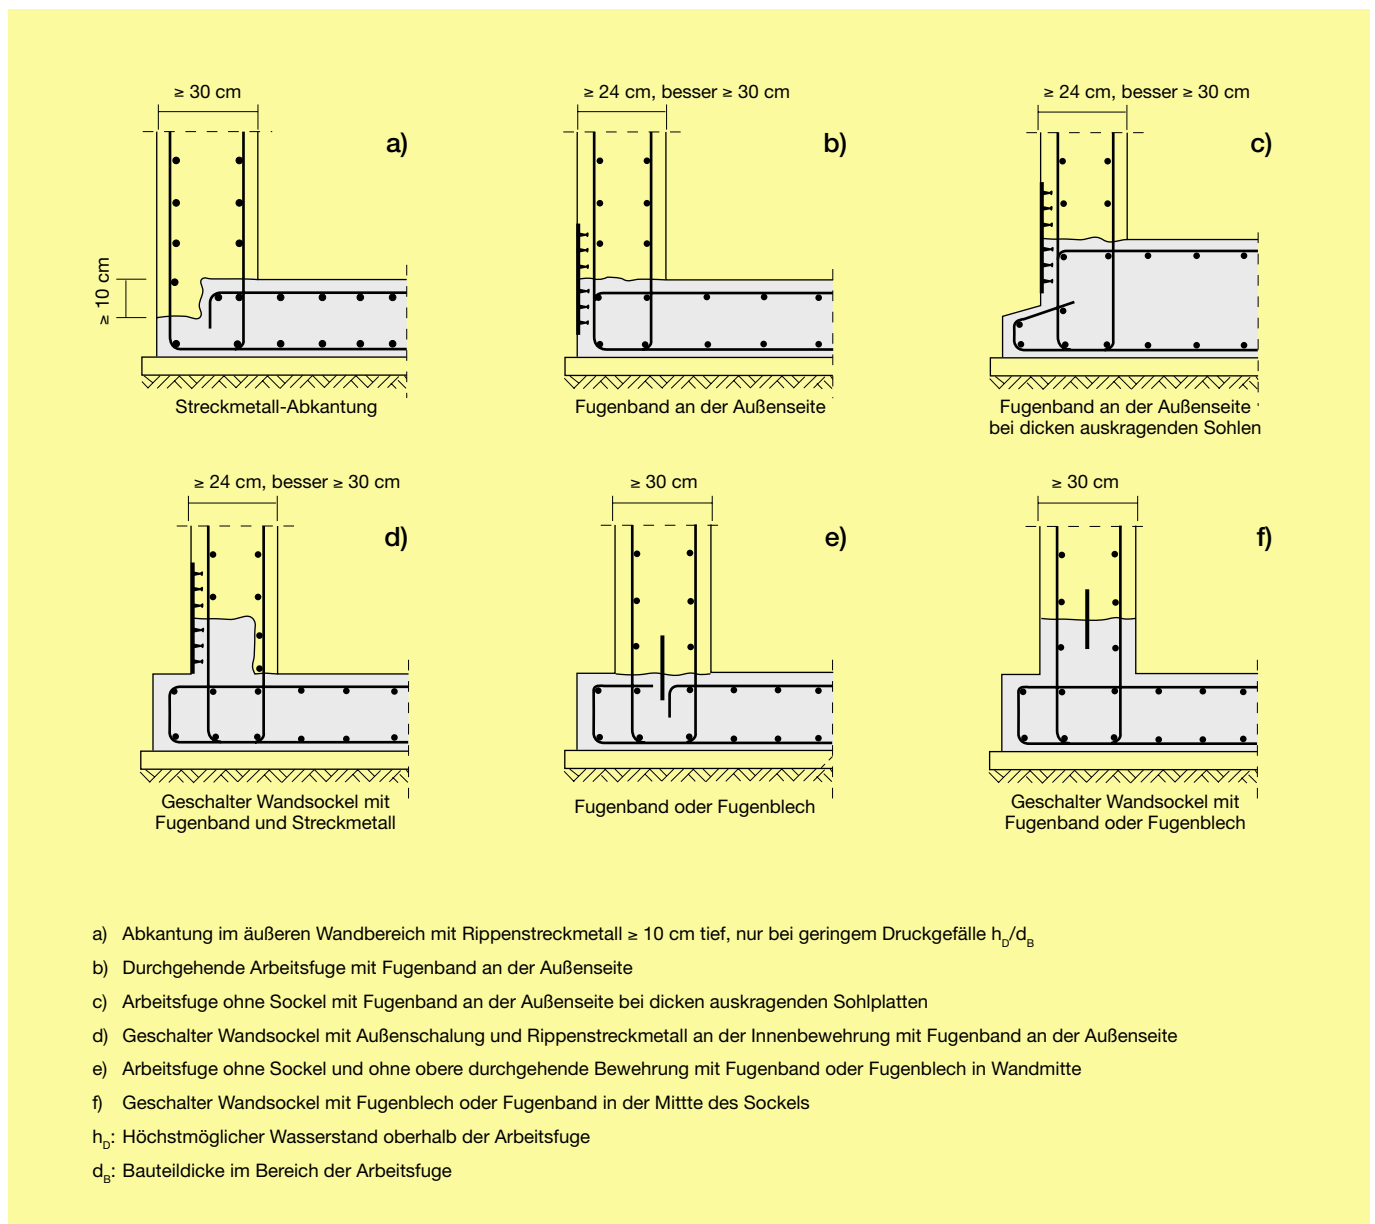 ≥ 30 cm
a)
≥ 10 cm
Streckmetall-Abkantung
≥ 24 cm, besser ≥ 30 cm
b)
Fugenband an der Außenseite
≥ 24 cm, besser ≥ 30 cm
c)
Fugenband an der Außenseite
bei dicken auskragenden Sohlen
≥ 24 cm, besser ≥ 30 cm
d)
Geschalter Wandsockel mit
Fugenband und Streckmetall
≥ 30 cm
e)
Fugenband oder Fugenblech
≥ 30 cm
f)
Geschalter Wandsockel mit
Fugenband oder Fugenblech
a) Abkantung im äußeren Wandbereich mit Rippenstreckmetall ≥ 10 cm tief, nur bei geringem Druckgefälle hD/dB
b) Durchgehende Arbeitsfuge mit Fugenband an der Außenseite
c) Arbeitsfuge ohne Sockel mit Fugenband an der Außenseite bei dicken auskragenden Sohlplatten
d) Geschalter Wandsockel mit Außenschalung und Rippenstreckmetall an der Innenbewehrung mit Fugenband an der Außenseite
e) Arbeitsfuge ohne Sockel und ohne obere durchgehende Bewehrung mit Fugenband oder Fugenblech in Wandmitte
f) Geschalter Wandsockel mit Fugenblech oder Fugenband in der Mittte des Sockels
hD: Höchstmöglicher Wasserstand oberhalb der Arbeitsfuge
dB: Bauteildicke im Bereich der Arbeitsfuge